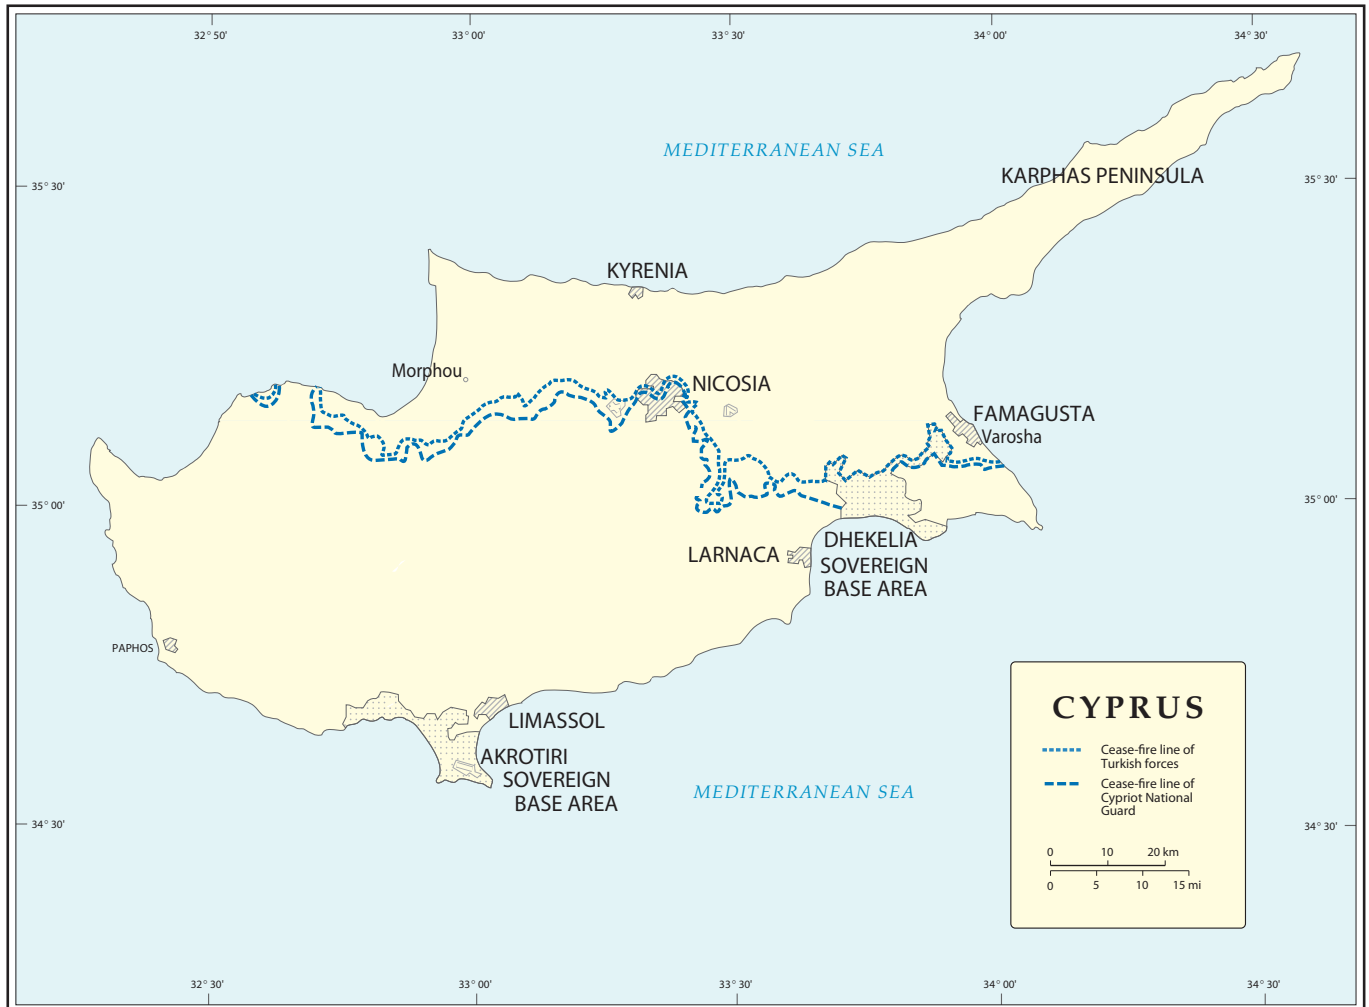 32° 50'
33° 00'
33° 30'
34° 00'
34° 30'
MEDITERRANEAN SEA
KARPHAS PENINSULA
35° 30'
35° 30'
KYRENIA
Morphou
NICOSIA
FAMAGUSTA
Varosha
35° 00'
35° 00'
LARNACA
DHEKELIA
SOVEREIGN
BASE AREA
PAPHOS
LIMASSOL
AKROTIRI
SOVEREIGN
BASE AREA
MEDITERRANEAN SEA
CYPRUS
Cease-fire line of
Turkish forces
Cease-fire line of
Cypriot National
Guard
0 10 20 km
0 5 10 15 mi
34° 30'
34° 30'
32° 30'
33° 00'
33° 30'
34° 00'
34° 30'